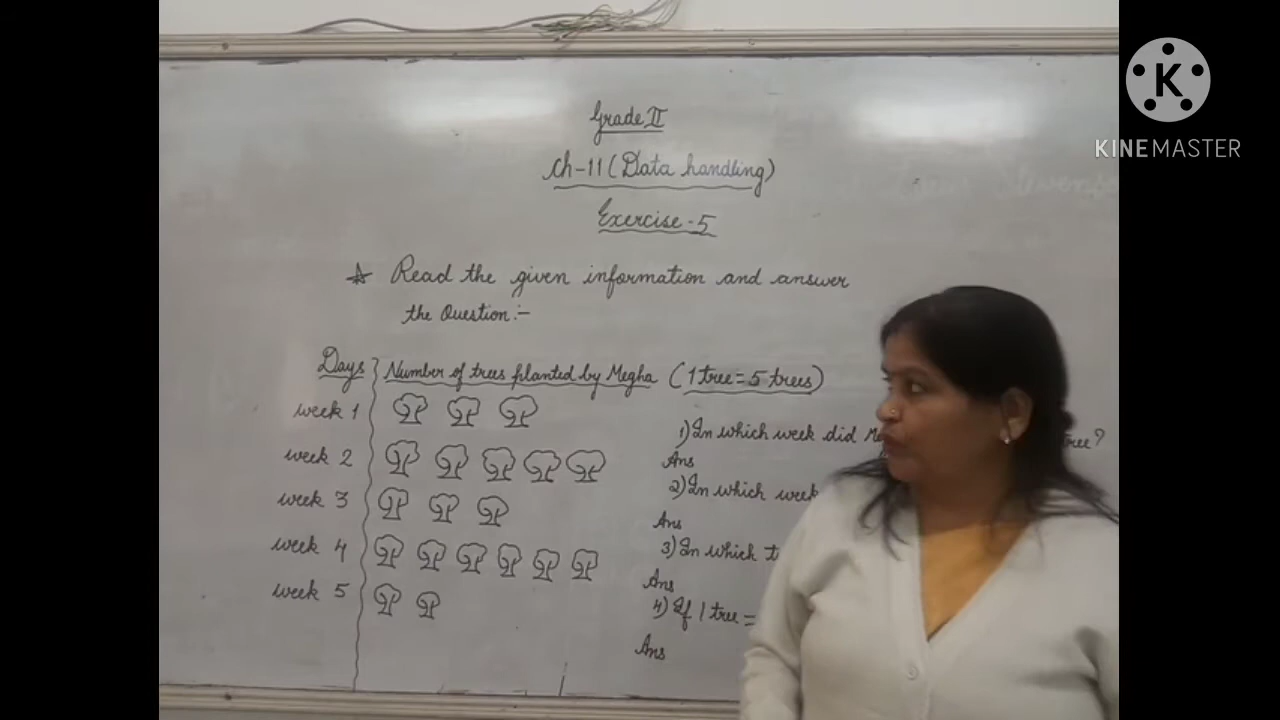 Grade II
Ch-11 (Data handling)
Exercise-5
☆ Read the given information and answer
the Question:-
Days Number of trees planted by Megha (1 tree = 5 trees)
week 1
week 2
week 3
week 4
week 5
1) In which week did tree?
Ans
2) In which week
Ans
3) In which
Ans
4) If 1 tree =
Ans
K
KINEMASTER